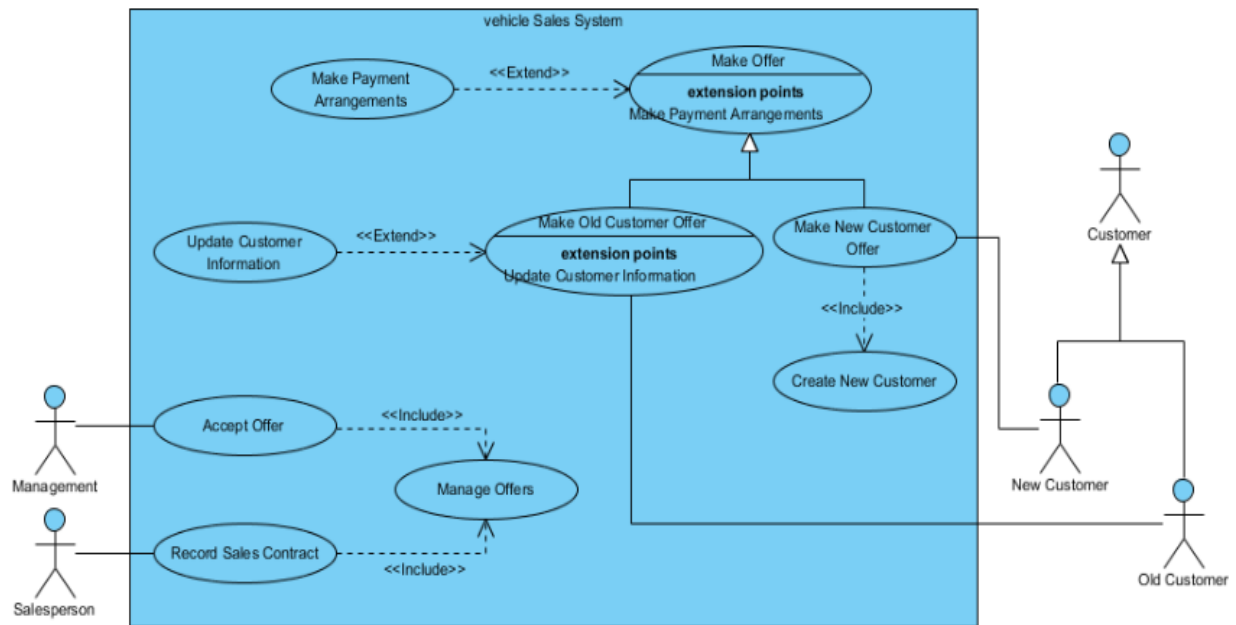 vehicle Sales System
Make Payment
Arrangements
<<Extend>>
Make Offer
extension points
Make Payment Arrangements
Customer
Update Customer
Information
<<Extend>>
Make Old Customer Offer
extension points
Update Customer Information
Make New Customer
Offer
<<Include>>
Create New Customer
Management
Accept Offer
<<Include>>
Manage Offers
New Customer
Salesperson
Record Sales Contract
<<Include>>
Old Customer